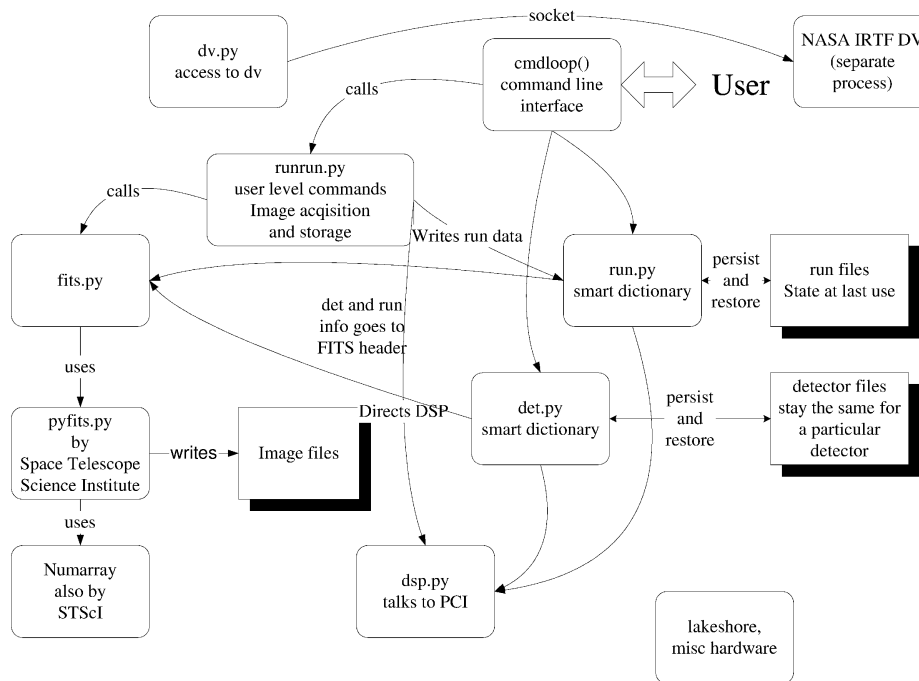 socket
dv.py
access to dv
NASA IRTF DV
(separate
process)
cmdloop()
command line
interface
User
calls
runrun.py
user level commands
Image acqisition
and storage
calls
Writes run data
fits.py
run.py
smart dictionary
persist
and
restore
run files
State at last use
det and run
info goes to
FITS header
uses
Directs DSP
det.py
smart dictionary
persist
and
restore
detector files
stay the same for
a particular
detector
pyfits.py
by
Space Telescope
Science Institute
writes
Image files
uses
Numarray
also by
STScI
dsp.py
talks to PCI
lakeshore,
misc hardware